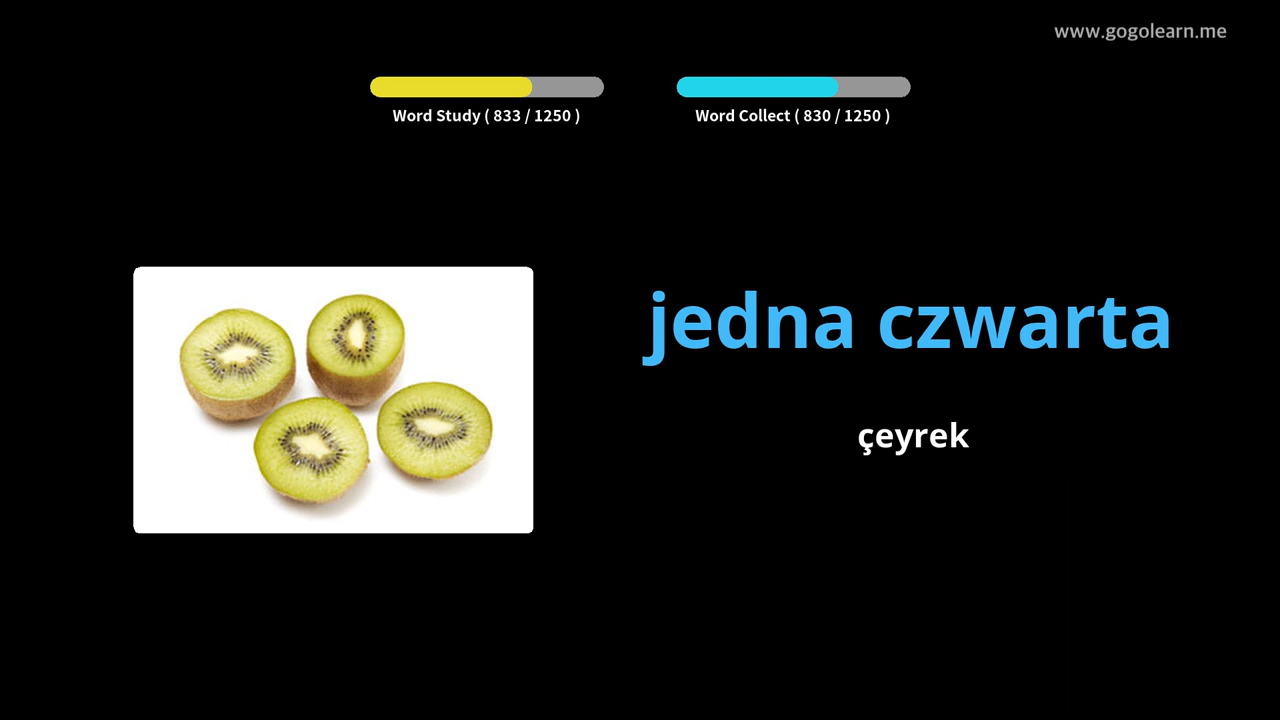 www.gogolearn.me
Word Study ( 833 / 1250 )
Word Collect ( 830 / 1250 )
jedna czwarta
çeyrek